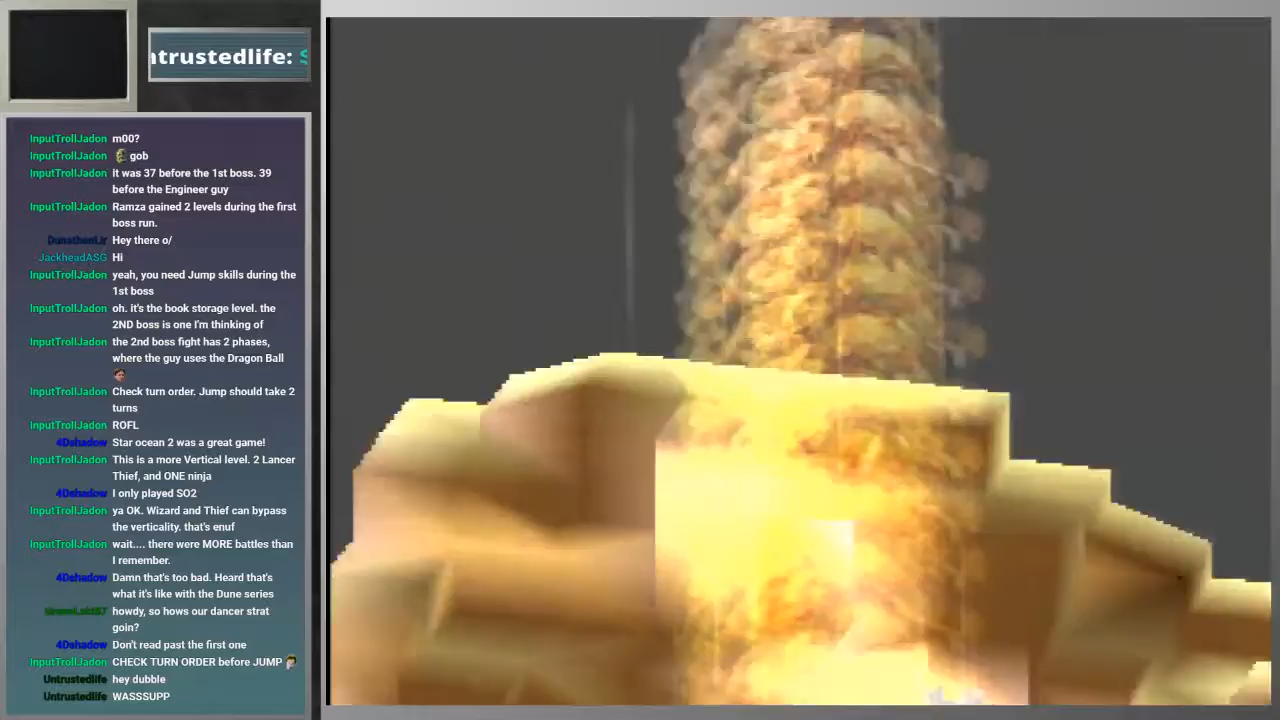 ntrustedlife: S
InputTrollJadon m00?
InputTrollJadon gob
InputTrollJadon it was 37 before the 1st boss. 39
before the Engineer guy
InputTrollJadon Ramza gained 2 levels during the first
boss run.
DunathenLir Hey there o/
JackheadASG Hi
InputTrollJadon yeah, you need Jump skills during the
1st boss
InputTrollJadon oh. it's the book storage level. the
2ND boss is one I'm thinking of
InputTrollJadon the 2nd boss fight has 2 phases,
where the guy uses the Dragon Ball
InputTrollJadon Check turn order. Jump should take 2
turns
InputTrollJadon ROFL
4Dshadow Star ocean 2 was a great game!
InputTrollJadon This is a more Vertical level. 2 Lancer
Thief, and ONE ninja
4Dshadow I only played SO2
InputTrollJadon ya OK. Wizard and Thief can bypass
the verticality. that's enuf
InputTrollJadon wait.... there were MORE battles than
I remember.
4Dshadow Damn that's too bad. Heard that's
what it's like with the Dune series
howdy, so hows our dancer strat
goin?
4Dshadow Don't read past the first one
InputTrollJadon CHECK TURN ORDER before JUMP
Untrustedlife hey dubble
Untrustedlife WASSSUPP